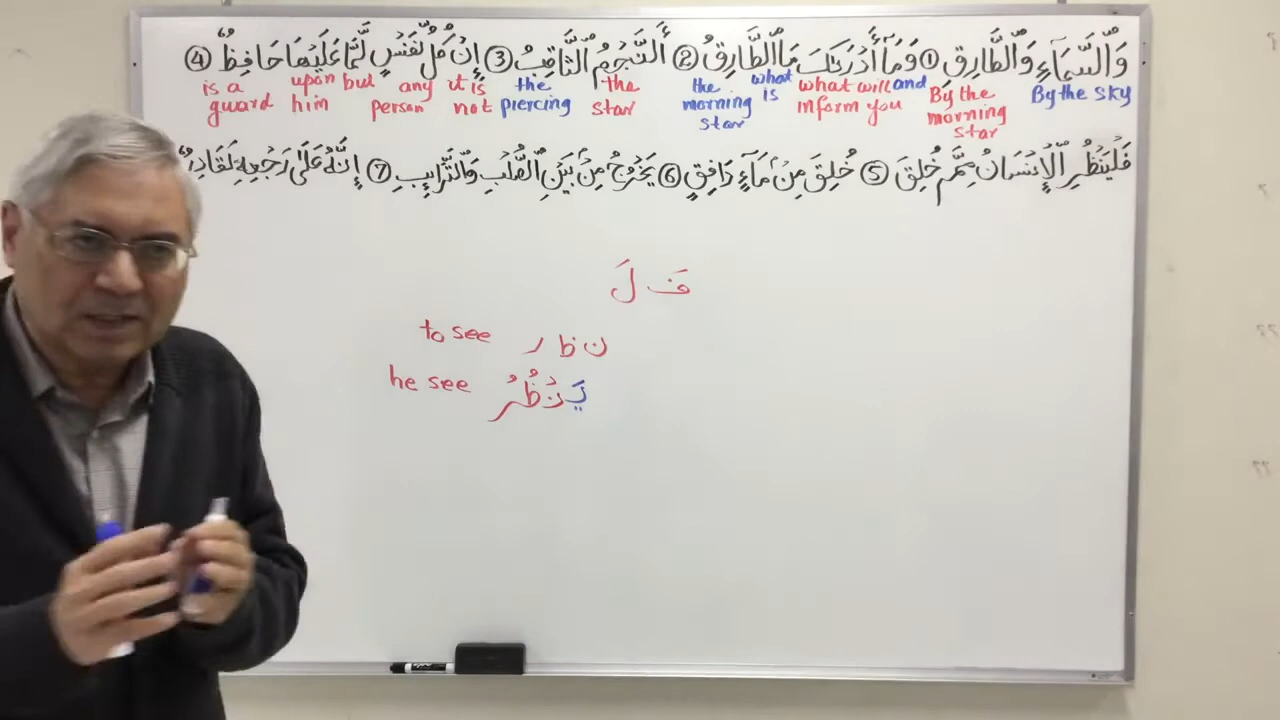 وَٱلسَّمَآءِ وَٱلطَّارِقِ ① وَمَآ أَدْرَىٰكَ مَا ٱلطَّارِقُ ② ٱلنَّجْمُ ٱلثَّاقِبُ ③ إِن كُلُّ نَفْسٍ لَّمَّا عَلَيْهَا حَافِظٌ ④
By the sky By the morning star and what will inform you what is the morning star the star the piercing it is not any person but upon him is a guard
فَلْيَنظُرِ ٱلْإِنسَانُ مِمَّ خُلِقَ ⑤ خُلِقَ مِن مَّآءٍ دَافِقٍ ⑥ يَخْرُجُ مِنۢ بَيْنِ ٱلصُّلْبِ وَٱلتَّرَآئِبِ ⑦ إِنَّهُۥ عَلَىٰ رَجْعِهِۦ لَقَادِرٌ
فَ لَ
to see ن ظ ر
he see يَنْظُرُ